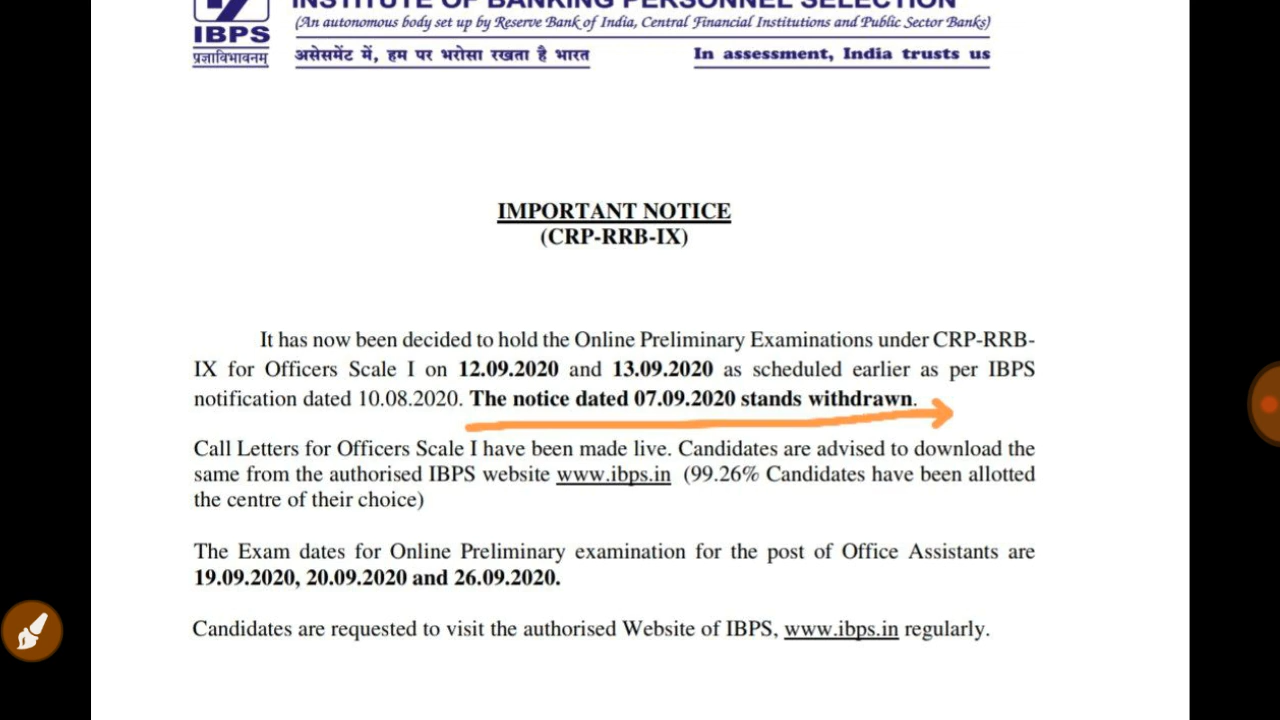 INSTITUTE OF BANKING PERSONNEL SELECTION
IBPS
(An autonomous body set up by Reserve Bank of India, Central Financial Institutions and Public Sector Banks)
प्रज्ञाविभावनम्
असेसमेंट में, हम पर भरोसा रखता है भारत
In assessment, India trusts us
IMPORTANT NOTICE
(CRP-RRB-IX)
It has now been decided to hold the Online Preliminary Examinations under CRP-RRB-
IX for Officers Scale I on 12.09.2020 and 13.09.2020 as scheduled earlier as per IBPS
notification dated 10.08.2020. The notice dated 07.09.2020 stands withdrawn.
Call Letters for Officers Scale I have been made live. Candidates are advised to download the
same from the authorised IBPS website www.ibps.in (99.26% Candidates have been allotted
the centre of their choice)
The Exam dates for Online Preliminary examination for the post of Office Assistants are
19.09.2020, 20.09.2020 and 26.09.2020.
Candidates are requested to visit the authorised Website of IBPS, www.ibps.in regularly.